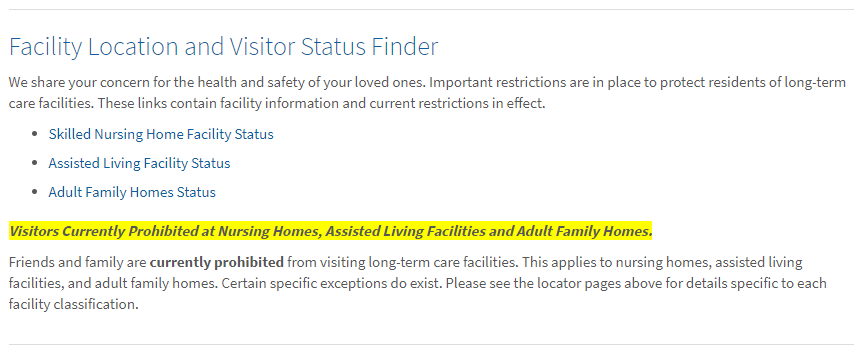 Facility Location and Visitor Status Finder
We share your concern for the health and safety of your loved ones. Important restrictions are in place to protect residents of long-term
care facilities. These links contain facility information and current restrictions in effect.
• Skilled Nursing Home Facility Status
• Assisted Living Facility Status
• Adult Family Homes Status
Visitors Currently Prohibited at Nursing Homes, Assisted Living Facilities and Adult Family Homes.
Friends and family are currently prohibited from visiting long-term care facilities. This applies to nursing homes, assisted living
facilities, and adult family homes. Certain specific exceptions do exist. Please see the locator pages above for details specific to each
facility classification.